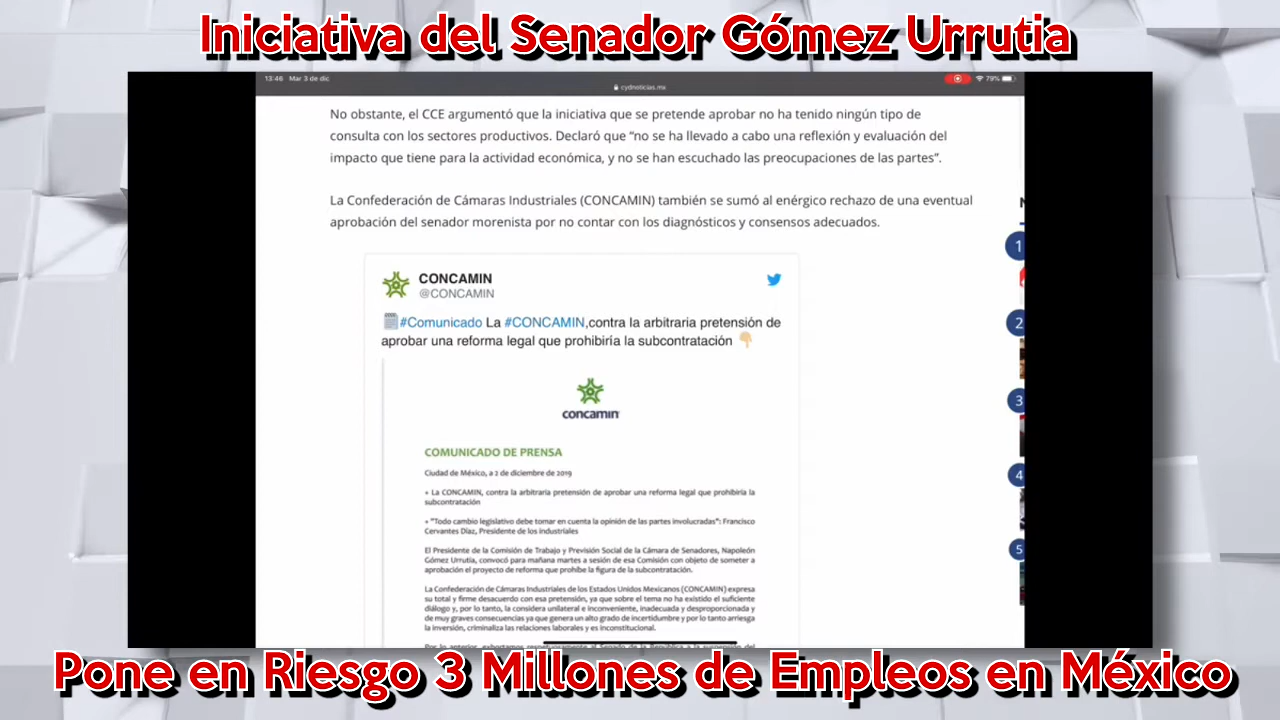 Iniciativa del Senador Gómez Urrutia
13:46 Mar 3 de dic
79%
cydnoticias.mx
No obstante, el CCE argumentó que la iniciativa que se pretende aprobar no ha tenido ningún tipo de
consulta con los sectores productivos. Declaró que “no se ha llevado a cabo una reflexión y evaluación del
impacto que tiene para la actividad económica, y no se han escuchado las preocupaciones de las partes”.
La Confederación de Cámaras Industriales (CONCAMIN) también se sumó al enérgico rechazo de una eventual
aprobación del senador morenista por no contar con los diagnósticos y consensos adecuados.
1
2
3
4
5
CONCAMIN
@CONCAMIN
#Comunicado La #CONCAMIN,contra la arbitraria pretensión de
aprobar una reforma legal que prohibiría la subcontratación
concamin
COMUNICADO DE PRENSA
Ciudad de México, a 2 de diciembre de 2019
+ La CONCAMIN, contra la arbitraria pretensión de aprobar una reforma legal que prohibiría la
subcontratación
+ "Todo cambio legislativo debe tomar en cuenta la opinión de las partes involucradas": Francisco
Cervantes Díaz, Presidente de los Industriales
El Presidente de la Comisión de Trabajo y Previsión Social de la Cámara de Senadores, Napoleón
Gómez Urrutia, convocó para mañana martes a sesión de esa Comisión con objeto de someter a
aprobación el proyecto de reforma que prohíbe la figura de la subcontratación.
La Confederación de Cámaras Industriales de los Estados Unidos Mexicanos (CONCAMIN) expresa
su total y firme desacuerdo con esa pretensión, ya que sobre el tema no ha existido el suficiente
diálogo y, por lo tanto, la considera unilateral e inconveniente, inadecuada y desproporcionada y
de muy graves consecuencias ya que genera un alto grado de incertidumbre y por lo tanto arriesga
la inversión, criminaliza las relaciones laborales y es inconstitucional.
Pone en Riesgo 3 Millones de Empleos en México